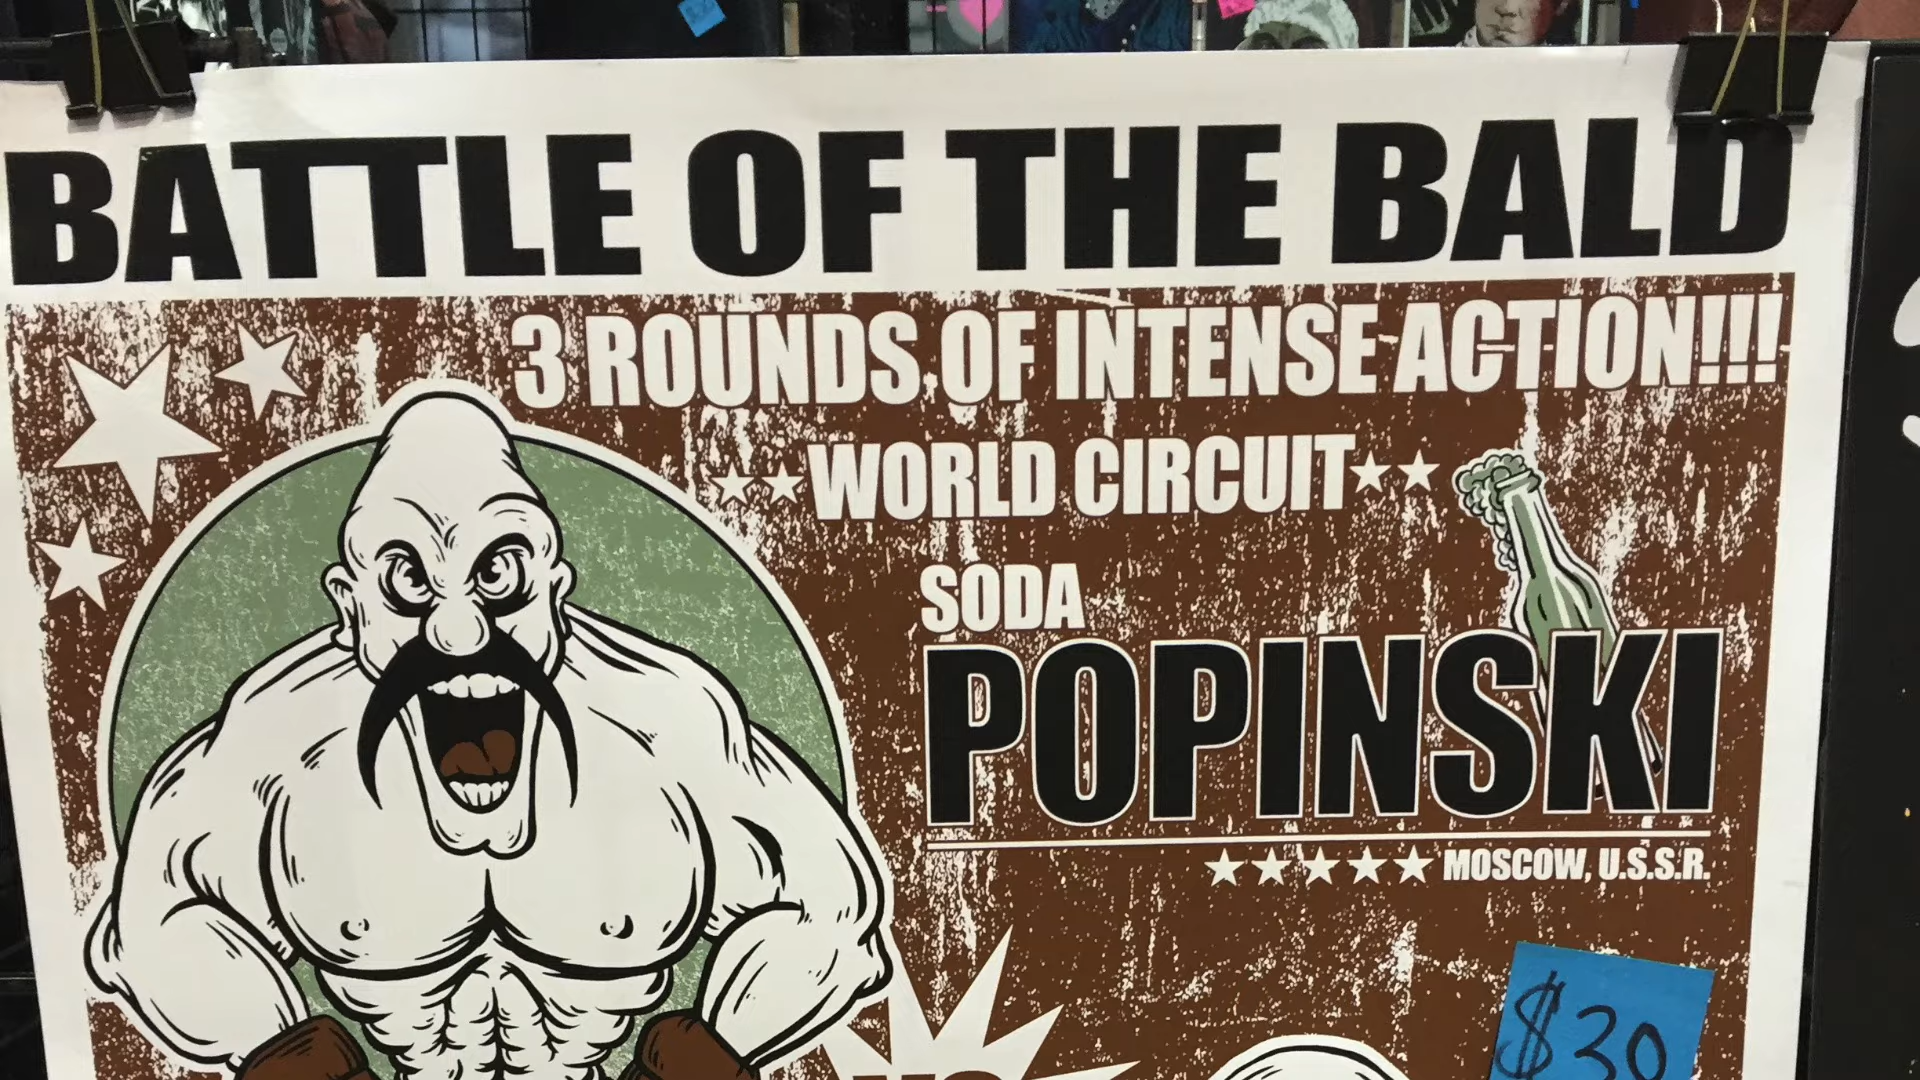 BATTLE OF THE BALD
3 ROUNDS OF INTENSE ACTION!!!
WORLD CIRCUIT
SODA
POPINSKI
MOSCOW, U.S.S.R.
$30